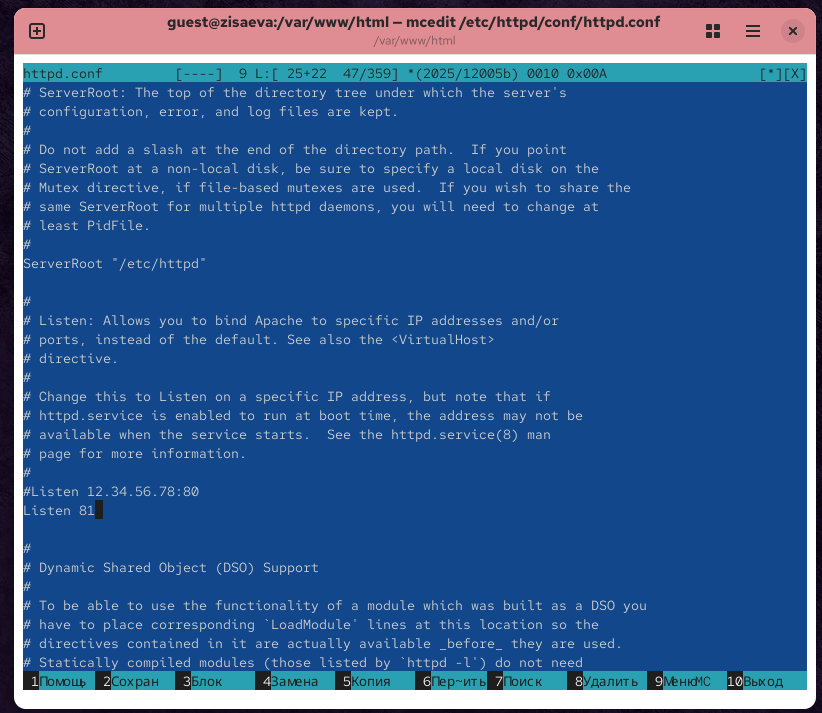 guest@zisaeva:/var/www/html — mcedit /etc/httpd/conf/httpd.conf
/var/www/html
httpd.conf [----] 9 L:[ 25+22 47/359] *(2025/12005b) 0010 0x00A [*][X]
# ServerRoot: The top of the directory tree under which the server's
# configuration, error, and log files are kept.
#
# Do not add a slash at the end of the directory path. If you point
# ServerRoot at a non-local disk, be sure to specify a local disk on the
# Mutex directive, if file-based mutexes are used. If you wish to share the
# same ServerRoot for multiple httpd daemons, you will need to change at
# least PidFile.
#
ServerRoot "/etc/httpd"
#
# Listen: Allows you to bind Apache to specific IP addresses and/or
# ports, instead of the default. See also the <VirtualHost>
# directive.
#
# Change this to Listen on a specific IP address, but note that if
# httpd.service is enabled to run at boot time, the address may not be
# available when the service starts. See the httpd.service(8) man
# page for more information.
#
#Listen 12.34.56.78:80
Listen 81
#
# Dynamic Shared Object (DSO) Support
#
# To be able to use the functionality of a module which was built as a DSO you
# have to place corresponding `LoadModule' lines at this location so the
# directives contained in it are actually available _before_ they are used.
# Statically compiled modules (those listed by `httpd -l') do not need
1Помощь 2Сохран 3Блок 4Замена 5Копия 6Пер~ить 7Поиск 8Удалить 9МенюMC 10Выход